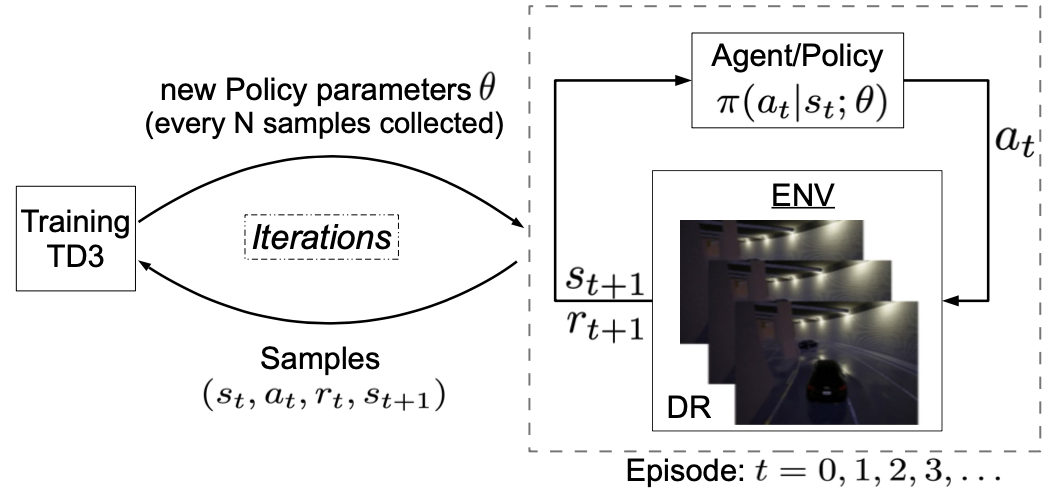 new Policy parameters θ
(every N samples collected)
Training
TD3
Iterations
Samples
(s_t, a_t, r_t, s_{t+1})
Agent/Policy
π(a_t|s_t; θ)
a_t
ENV
s_{t+1}
r_{t+1}
DR
Episode: t = 0, 1, 2, 3, . . .